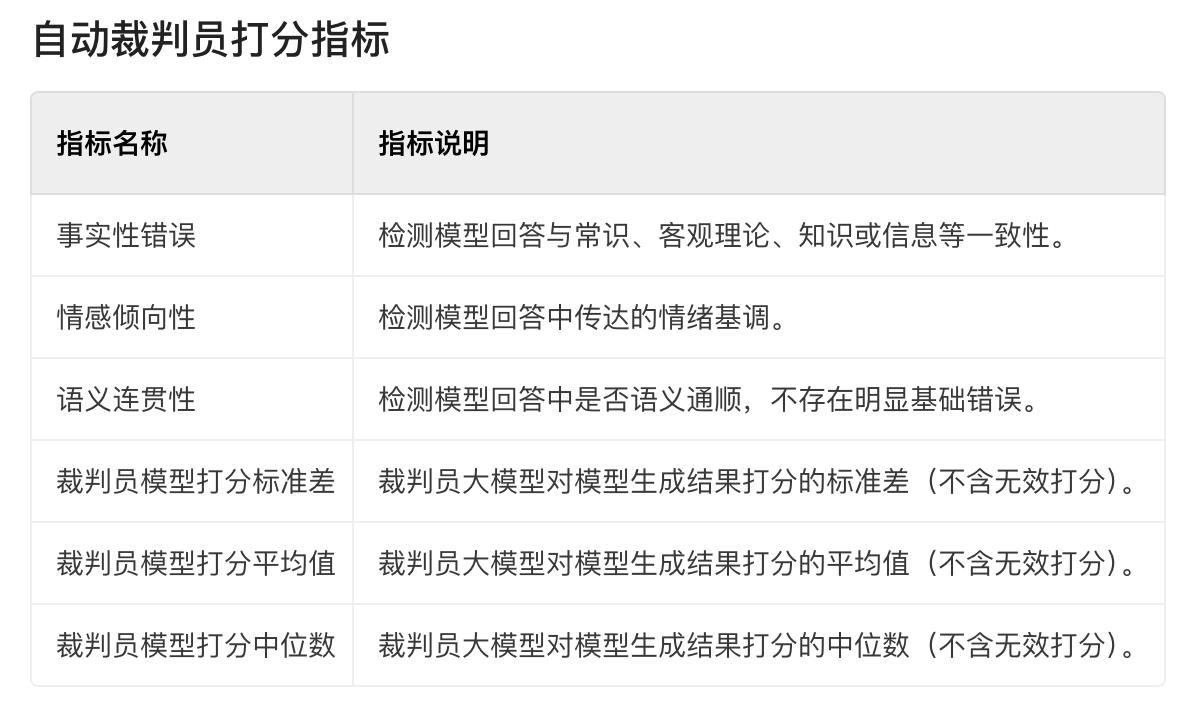 自动裁判员打分指标
指标名称 指标说明
事实性错误 检测模型回答与常识、客观理论、知识或信息等一致性。
情感倾向性 检测模型回答中传达的情绪基调。
语义连贯性 检测模型回答中是否语义通顺，不存在明显基础错误。
裁判员模型打分标准差 裁判员大模型对模型生成结果打分的标准差（不含无效打分）。
裁判员模型打分平均值 裁判员大模型对模型生成结果打分的平均值（不含无效打分）。
裁判员模型打分中位数 裁判员大模型对模型生成结果打分的中位数（不含无效打分）。